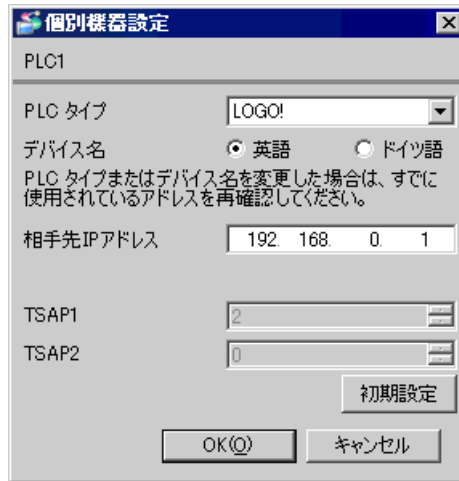 個別機器設定
PLC1
PLC タイプ LOGO!
デバイス名 英語 ドイツ語
PLC タイプまたはデバイス名を変更した場合は、すでに
使用されているアドレスを再確認してください。
相手先IPアドレス 192. 168. 0. 1
TSAP1 2
TSAP2 0
初期設定
OK(O) キャンセル